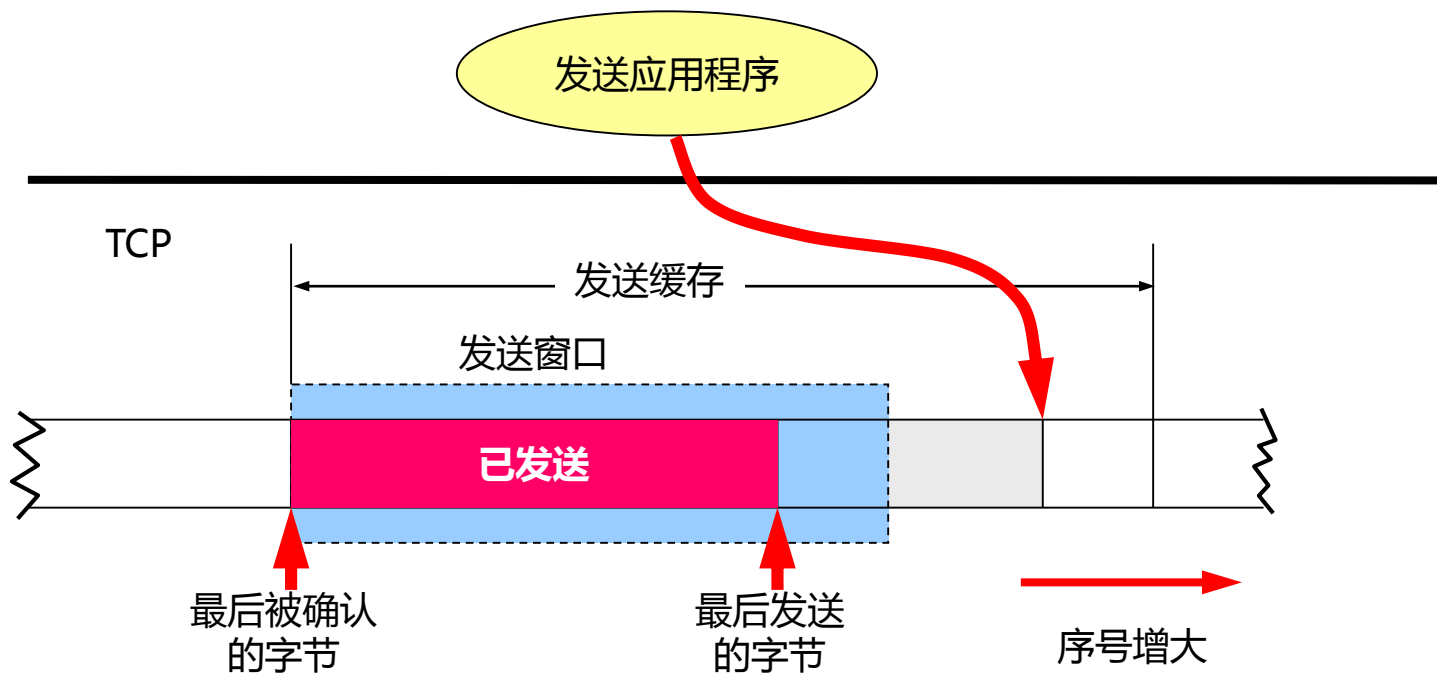 发送应用程序
TCP
发送缓存
发送窗口
已发送
最后被确认
的字节
最后发送
的字节
序号增大